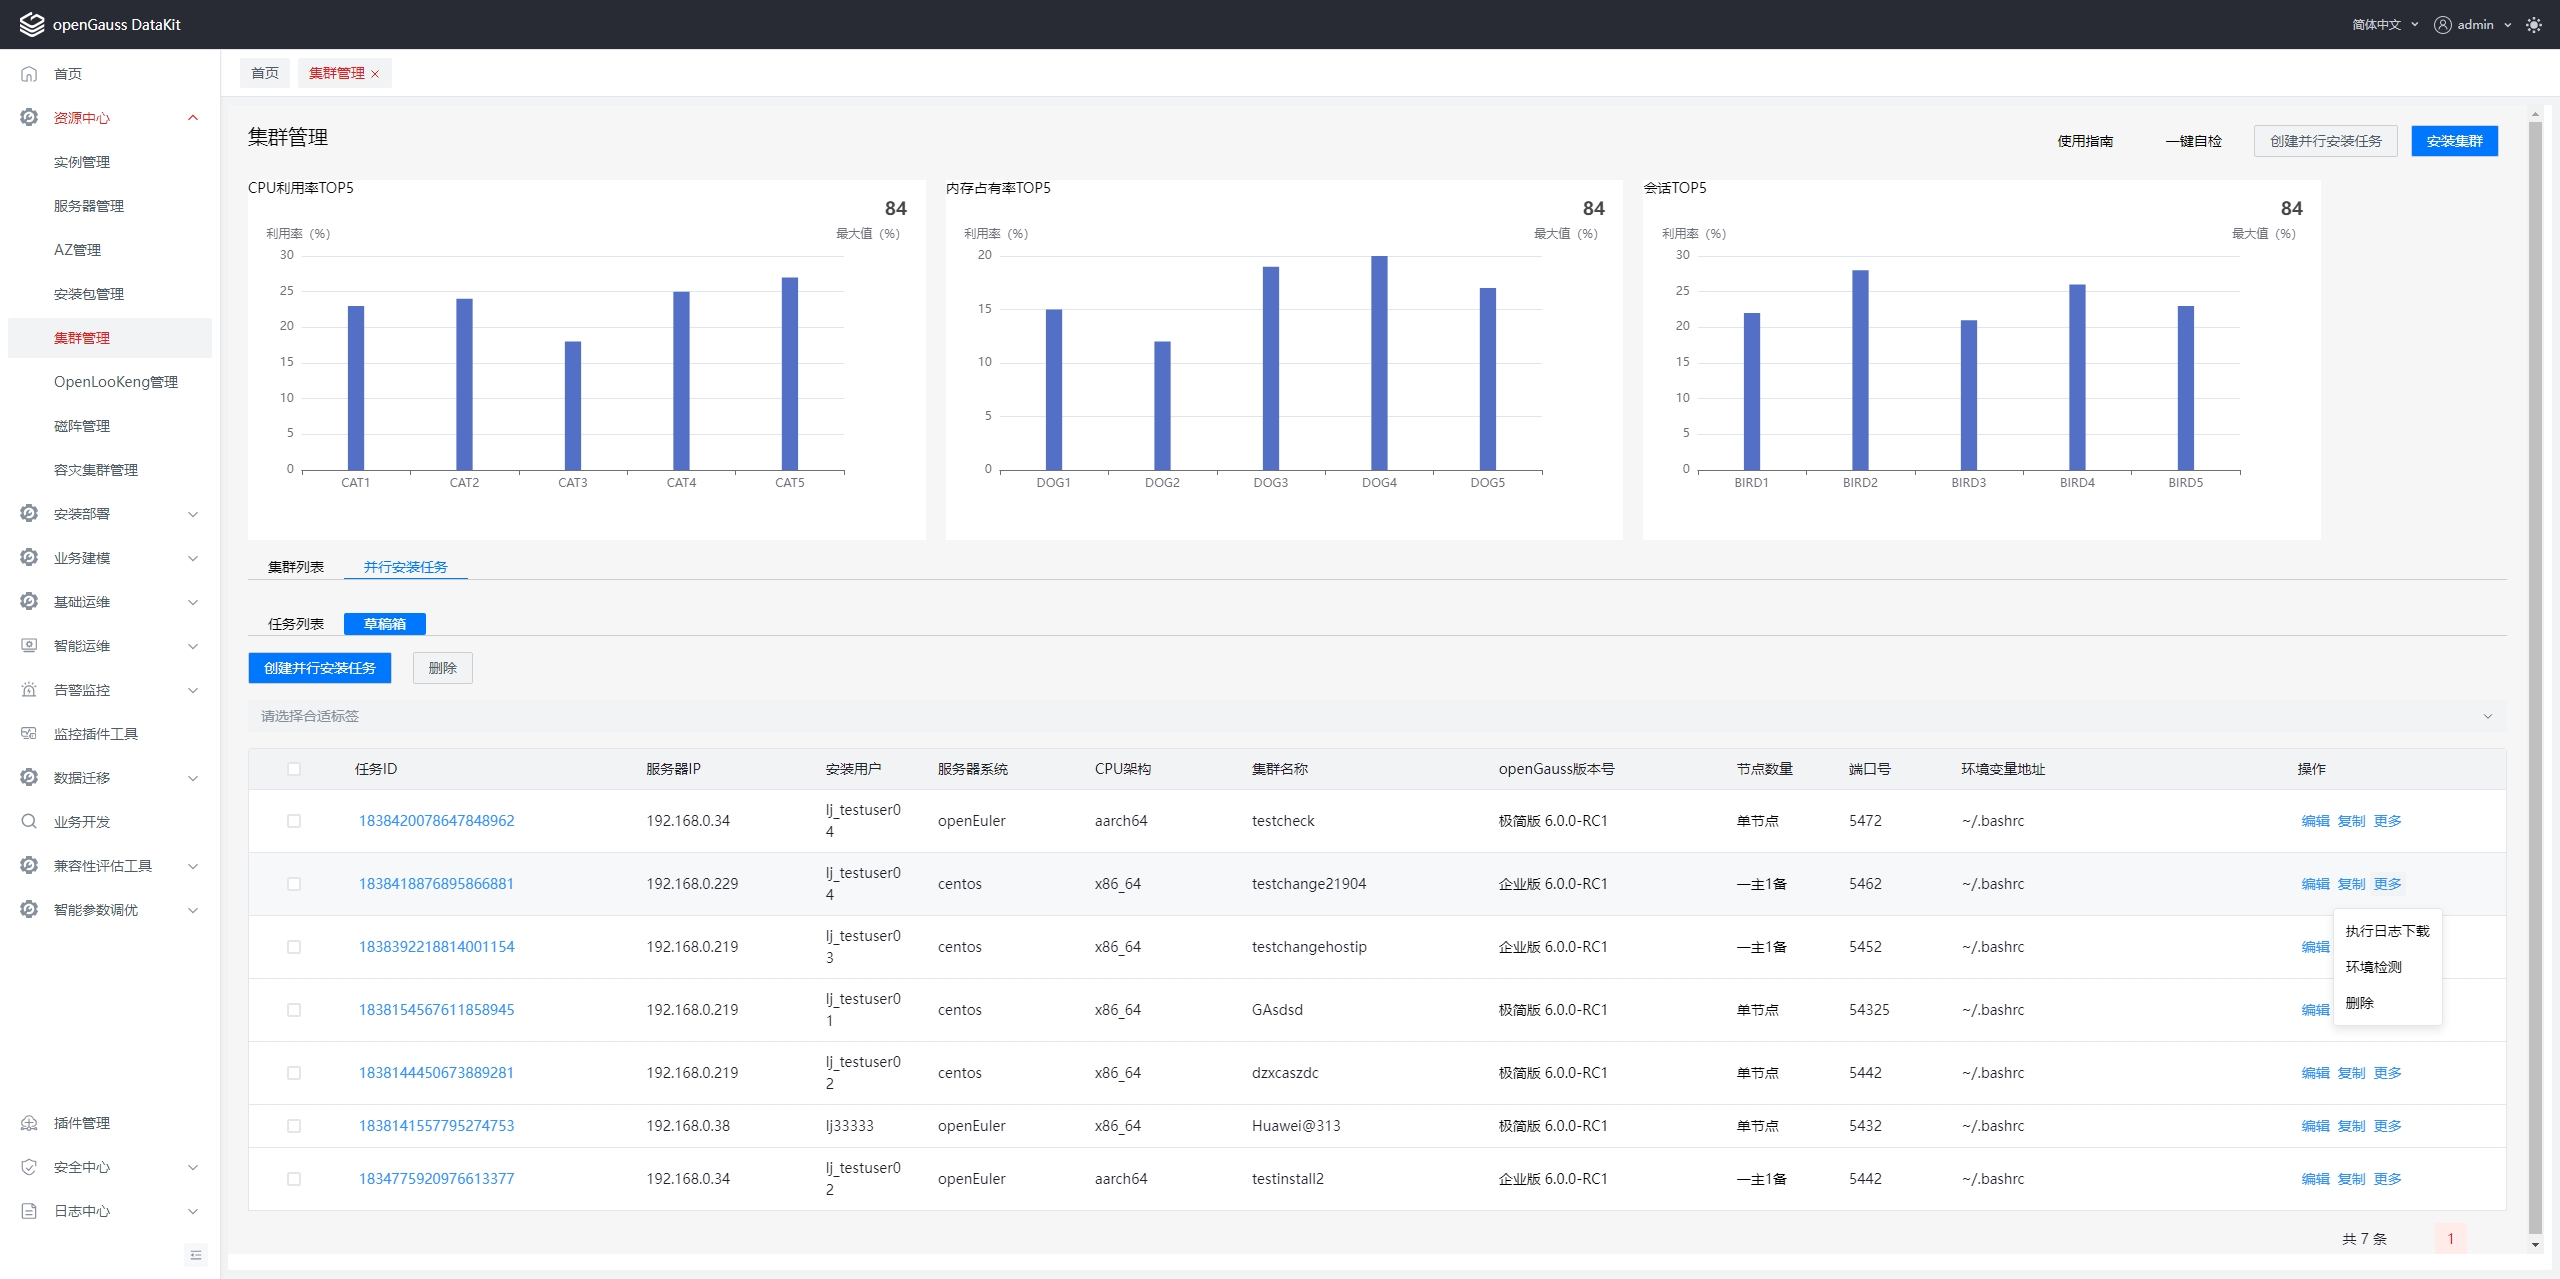 openGauss DataKit
简体中文
admin
首页
资源中心
实例管理
服务器管理
AZ管理
安装包管理
集群管理
OpenLooKeng管理
磁阵管理
容灾集群管理
安装部署
业务建模
基础运维
智能运维
告警监控
监控插件工具
数据迁移
业务开发
兼容性评估工具
智能参数调优
插件管理
安全中心
日志中心
首页
集群管理
集群管理
使用指南
一键自检
创建并行安装任务
安装集群
CPU利用率TOP5
84
利用率（%）
最大值（%）
30
25
20
15
10
5
0
CAT1 CAT2 CAT3 CAT4 CAT5
内存占有率TOP5
84
利用率（%）
最大值（%）
20
15
10
5
0
DOG1 DOG2 DOG3 DOG4 DOG5
会话TOP5
84
利用率（%）
最大值（%）
30
25
20
15
10
5
0
BIRD1 BIRD2 BIRD3 BIRD4 BIRD5
集群列表 并行安装任务
任务列表 草稿箱
创建并行安装任务 删除
请选择合适标签
任务ID 服务器IP 安装用户 服务器系统 CPU架构 集群名称 openGauss版本号 节点数量 端口号 环境变量地址 操作
1838420078647848962 192.168.0.34 lj_testuser04 openEuler aarch64 testcheck 极简版 6.0.0-RC1 单节点 5472 ~/.bashrc 编辑 复制 更多
1838418876895866881 192.168.0.229 lj_testuser04 centos x86_64 testchange21904 企业版 6.0.0-RC1 一主1备 5462 ~/.bashrc 编辑 复制 更多
1838392218814001154 192.168.0.219 lj_testuser03 centos x86_64 testchangehostip 企业版 6.0.0-RC1 一主1备 5452 ~/.bashrc 编辑
1838154567611858945 192.168.0.219 lj_testuser01 centos x86_64 GAsdsd 极简版 6.0.0-RC1 单节点 54325 ~/.bashrc 编辑
执行日志下载
环境检测
删除
1838144450673889281 192.168.0.219 lj_testuser02 centos x86_64 dzxcaszdc 极简版 6.0.0-RC1 单节点 5442 ~/.bashrc 编辑 复制 更多
1838141557795274753 192.168.0.38 lj33333 openEuler x86_64 Huawei@313 极简版 6.0.0-RC1 单节点 5432 ~/.bashrc 编辑 复制 更多
1834775920976613377 192.168.0.34 lj_testuser02 openEuler aarch64 testinstall2 企业版 6.0.0-RC1 一主1备 5442 ~/.bashrc 编辑 复制 更多
共 7 条 1